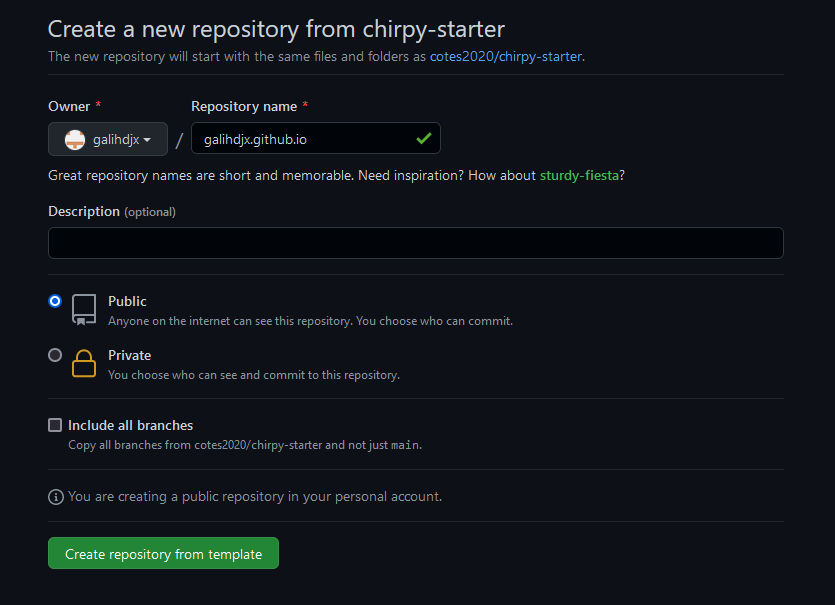 Create a new repository from chirpy-starter
The new repository will start with the same files and folders as cotes2020/chirpy-starter.
Owner * Repository name *
galihdjx / galihdjx.github.io
Great repository names are short and memorable. Need inspiration? How about sturdy-fiesta?
Description (optional)
Public
Anyone on the internet can see this repository. You choose who can commit.
Private
You choose who can see and commit to this repository.
Include all branches
Copy all branches from cotes2020/chirpy-starter and not just main.
You are creating a public repository in your personal account.
Create repository from template